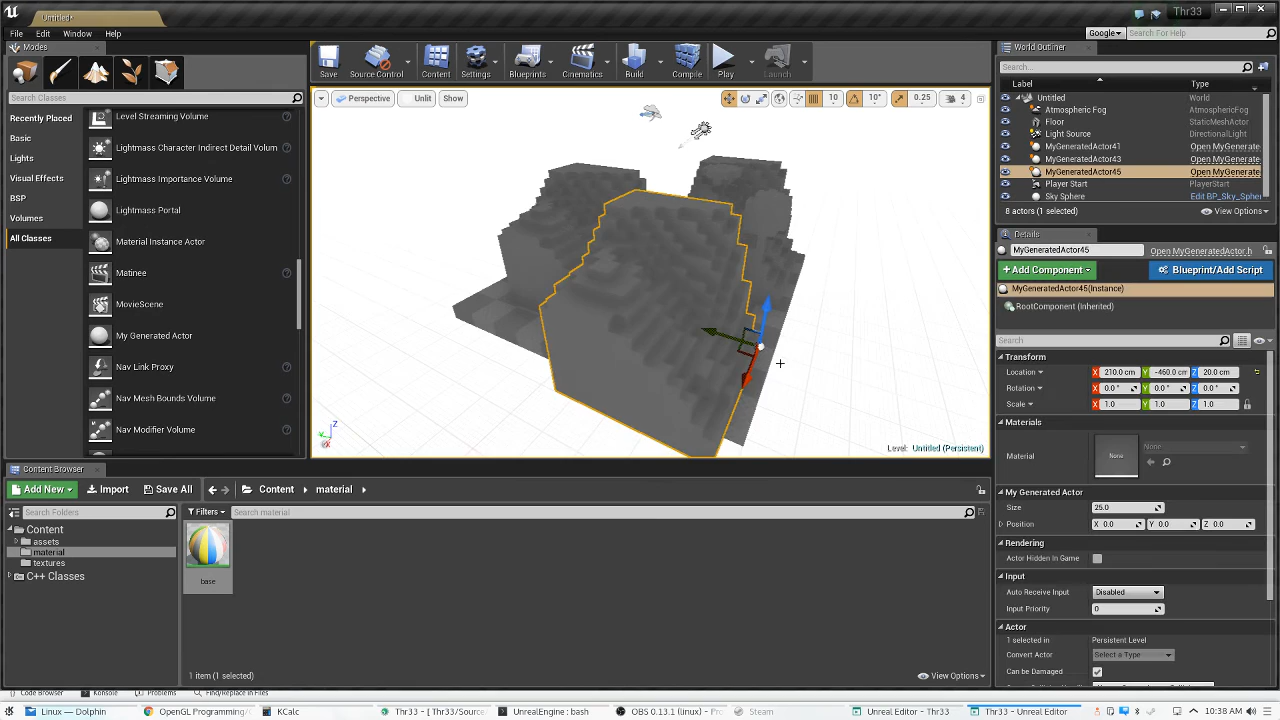 Untitled*
Thr33
File Edit Window Help
Google
Search For Help
Modes
Search Classes
Recently Placed
Basic
Lights
Visual Effects
BSP
Volumes
All Classes
Level Streaming Volume
Lightmass Character Indirect Detail Volum
Lightmass Importance Volume
Lightmass Portal
Material Instance Actor
Matinee
MovieScene
My Generated Actor
Nav Link Proxy
Nav Mesh Bounds Volume
Nav Modifier Volume
Save Source Control Content Settings Blueprints Cinematics Build Compile Play Launch
Perspective Unlit Show
10 10° 0.25 4
Level: Untitled (Persistent)
World Outliner
Search...
Label Type
Untitled World
Atmospheric Fog AtmosphericFog
Floor StaticMeshActor
Light Source DirectionalLight
MyGeneratedActor41 Open MyGenerate
MyGeneratedActor43 Open MyGenerate
MyGeneratedActor45 Open MyGenerate
Player Start PlayerStart
Sky Sphere Edit BP_Sky_Sphe
8 actors (1 selected) View Options
Details
MyGeneratedActor45 Open MyGeneratedActor.h
+ Add Component Blueprint/Add Script
MyGeneratedActor45(Instance)
RootComponent (Inherited)
Search
Transform
Location X 210.0 cm Y -460.0 cm Z 20.0 cm
Rotation X 0.0 ° Y 0.0 ° Z 0.0 °
Scale X 1.0 Y 1.0 Z 1.0
Materials
Material None None
My Generated Actor
Size 25.0
Position X 0.0 Y 0.0 Z 0.0
Rendering
Actor Hidden In Game
Input
Auto Receive Input Disabled
Input Priority 0
Actor
1 selected in Persistent Level
Convert Actor Select a Type
Can be Damaged
Content Browser
Add New Import Save All Content material
Search Folders
Filters Search material
Content
assets
material
textures
C++ Classes
base
1 item (1 selected) View Options
Code Browser Konsole Problems Find/Replace in Files
Linux — Dolphin OpenGL Programming/ KCalc Thr33 - [ Thr33/Source UnrealEngine : bash OBS 0.13.1 (linux) - Pro Steam Unreal Editor - Thr33 Thr33 - Unreal Editor 10:38 AM